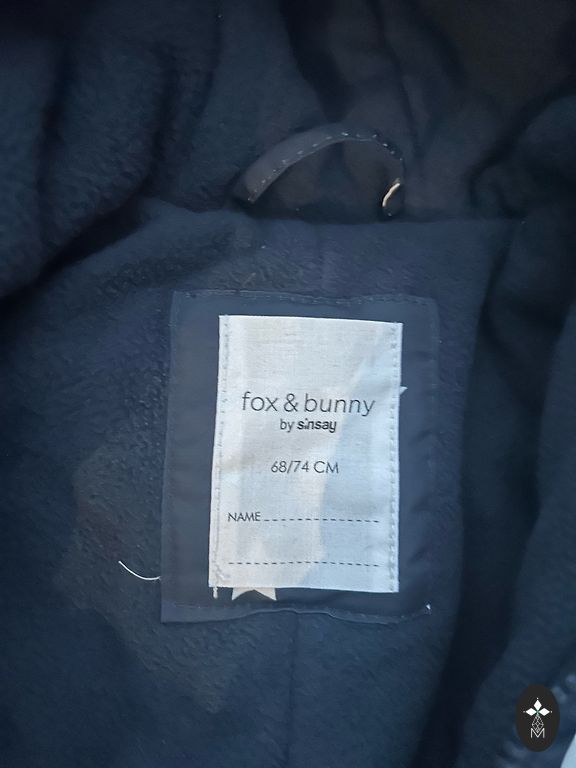 fox & bunny
by sinsay
68/74 CM
NAME